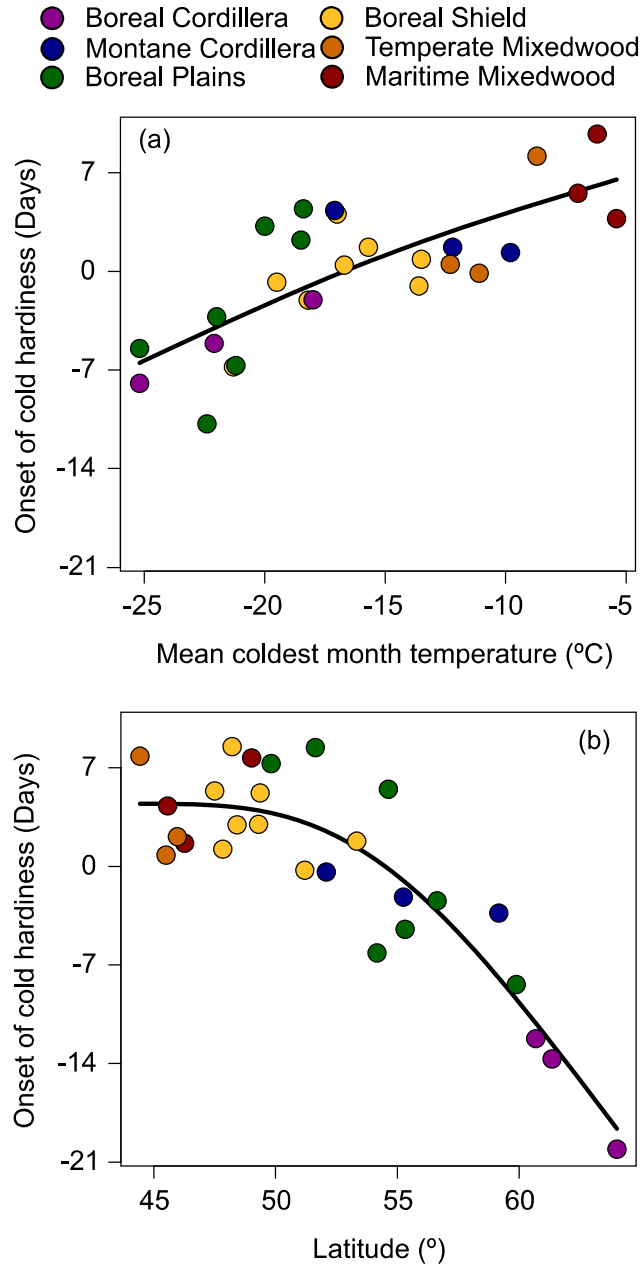 Boreal Cordillera Boreal Shield
Montane Cordillera Temperate Mixedwood
Boreal Plains Maritime Mixedwood
(a)
7
0
-7
-14
-21
Onset of cold hardiness (Days)
-25 -20 -15 -10 -5
Mean coldest month temperature (ºC)
(b)
7
0
-7
-14
-21
Onset of cold hardiness (Days)
45 50 55 60
Latitude (º)